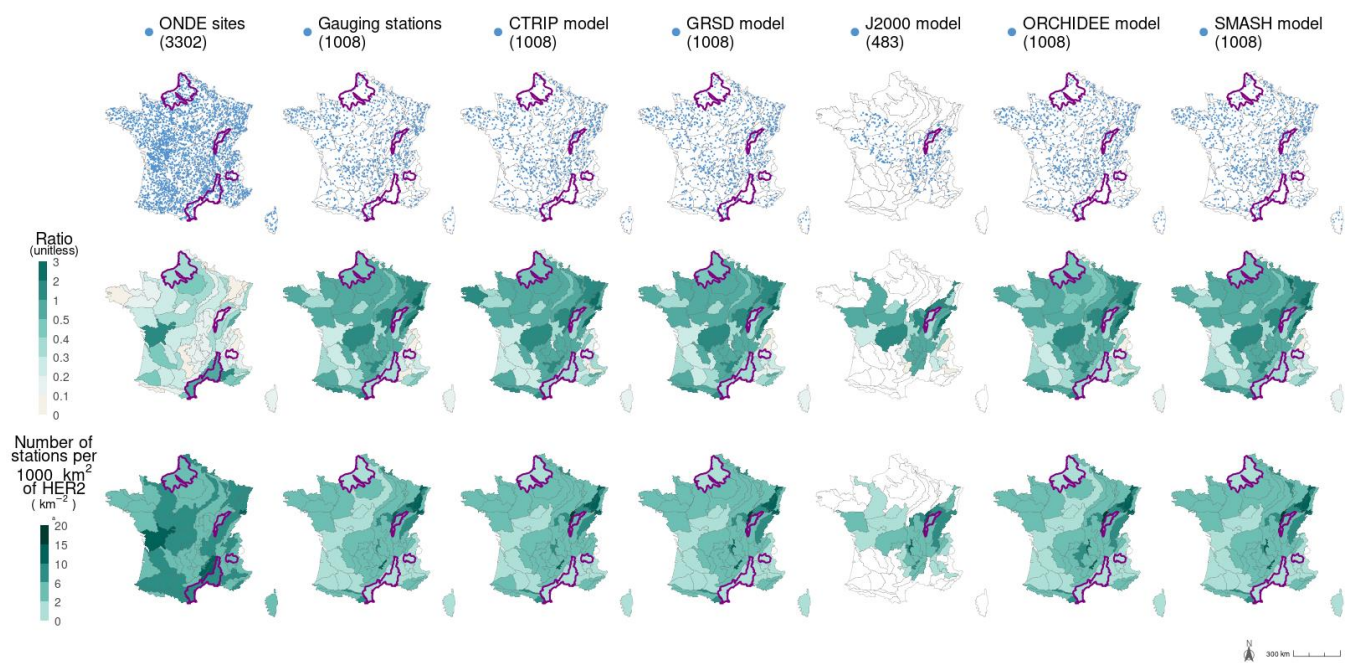 ONDE sites
(3302)
Gauging stations
(1008)
CTRIP model
(1008)
GRSD model
(1008)
J2000 model
(483)
ORCHIDEE model
(1008)
SMASH model
(1008)
Ratio
(unitless)
3
2
1
0.5
0.4
0.3
0.2
0.1
0
Number of
stations per
1000 km²
of HER2
( km⁻² )
20
15
10
6
2
0
N
300 km